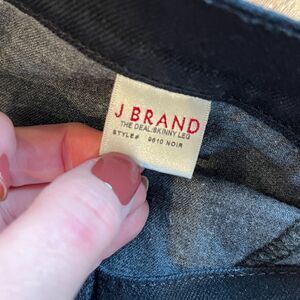 J BRAND
THE DEAL/SKINNY LEG
STYLE# 9610 NOIR